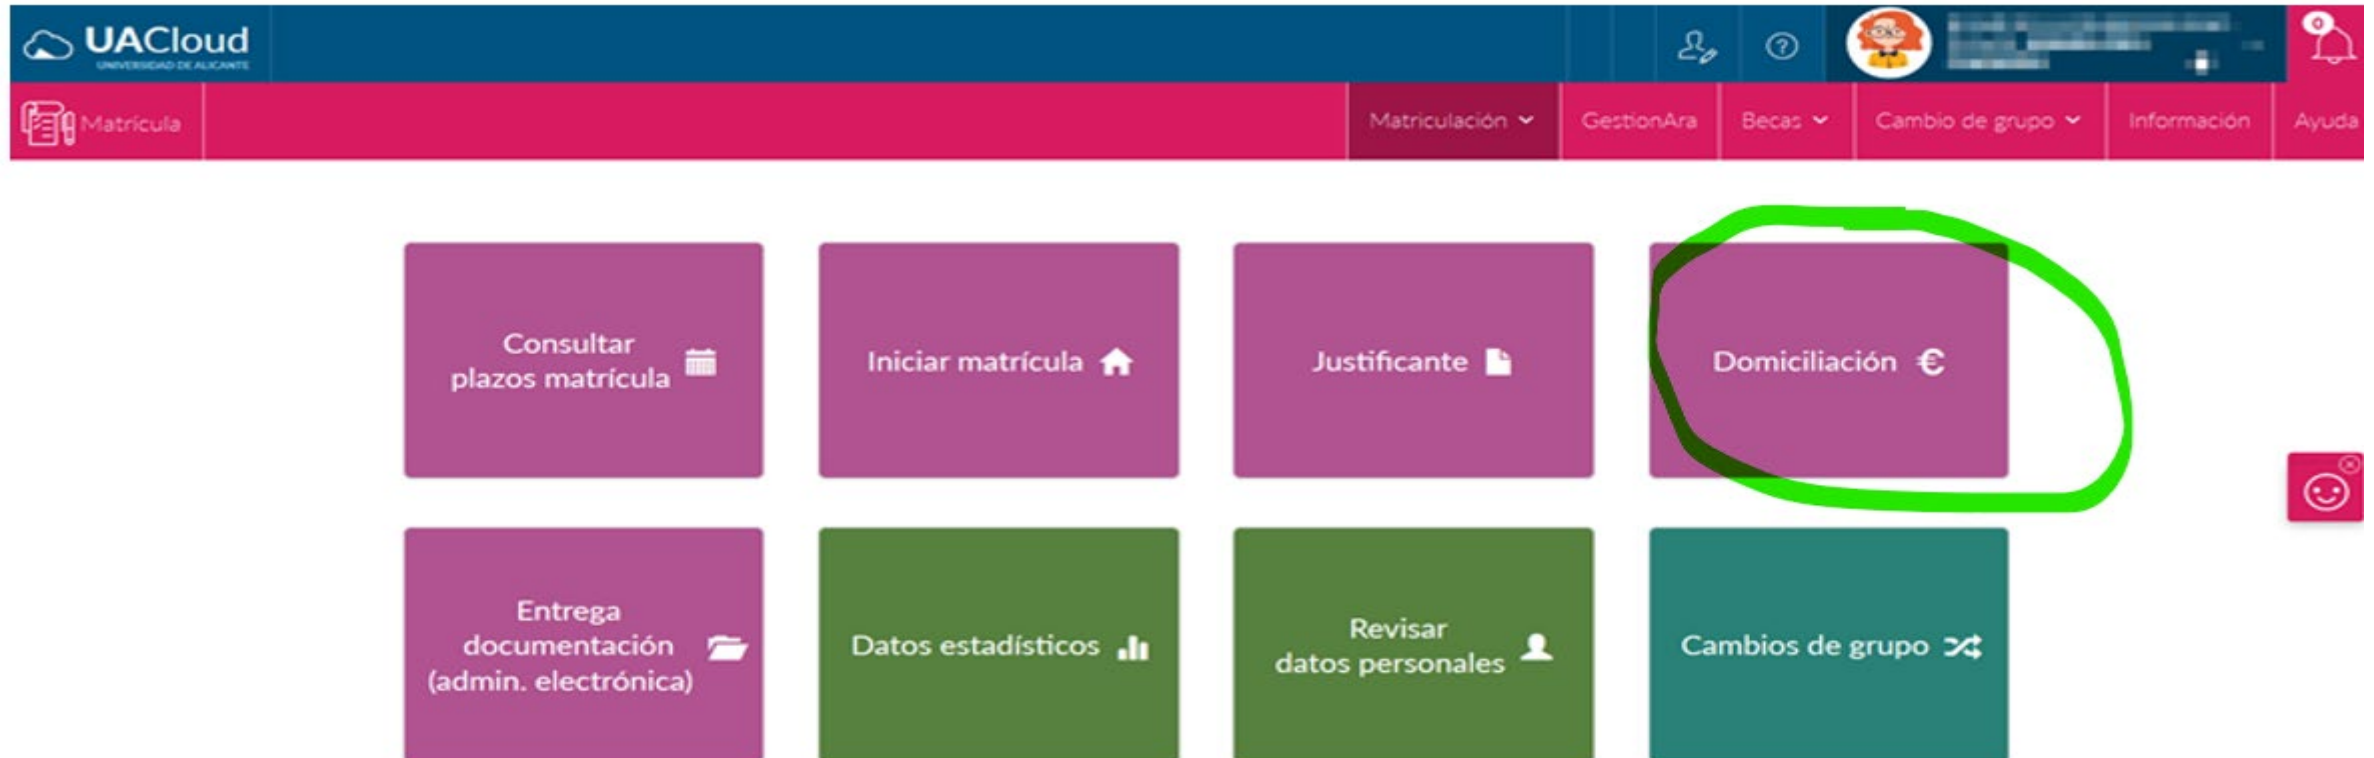 UACloud
UNIVERSIDAD DE ALICANTE
0
Matrícula
Matriculación
GestionAra
Becas
Cambio de grupo
Información
Ayuda
Consultar
plazos matrícula
Iniciar matrícula
Justificante
Domiciliación €
Entrega
documentación
(admin. electrónica)
Datos estadísticos
Revisar
datos personales
Cambios de grupo